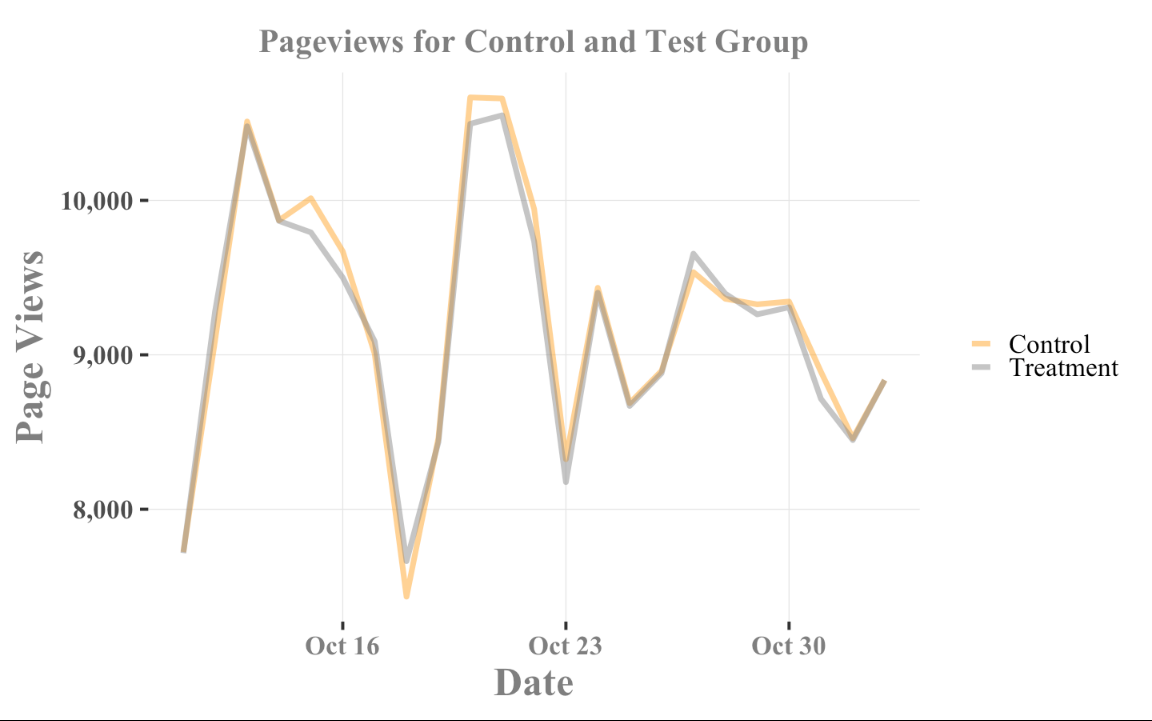 Pageviews for Control and Test Group
Page Views
10,000
9,000
8,000
Oct 16
Oct 23
Oct 30
Date
Control
Treatment